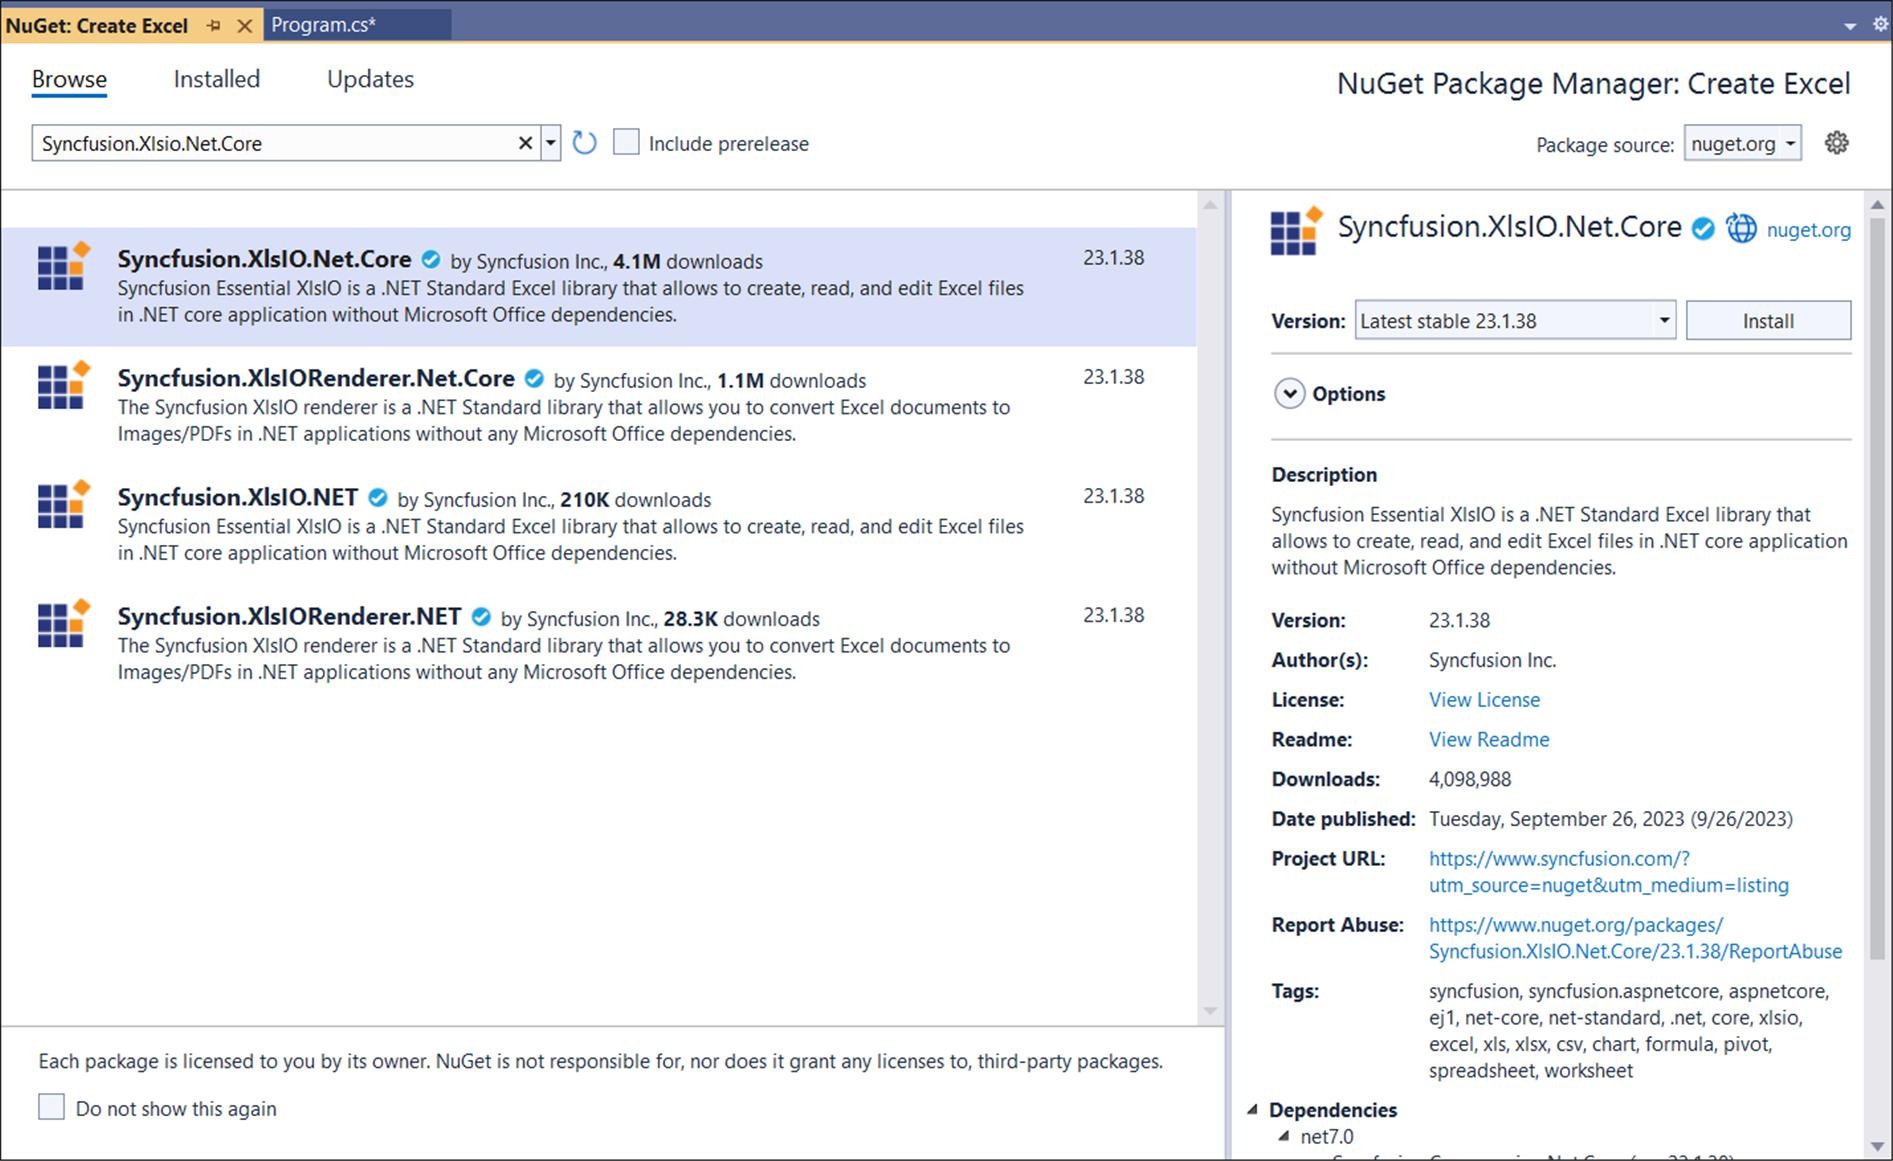 NuGet: Create Excel
Program.cs*
Browse
Installed
Updates
NuGet Package Manager: Create Excel
Syncfusion.Xlsio.Net.Core
Include prerelease
Package source: nuget.org
Syncfusion.XlsIO.Net.Core by Syncfusion Inc., 4.1M downloads 23.1.38
Syncfusion Essential XlsIO is a .NET Standard Excel library that allows to create, read, and edit Excel files
in .NET core application without Microsoft Office dependencies.
Syncfusion.XlsIORenderer.Net.Core by Syncfusion Inc., 1.1M downloads 23.1.38
The Syncfusion XlsIO renderer is a .NET Standard library that allows you to convert Excel documents to
Images/PDFs in .NET applications without any Microsoft Office dependencies.
Syncfusion.XlsIO.NET by Syncfusion Inc., 210K downloads 23.1.38
Syncfusion Essential XlsIO is a .NET Standard Excel library that allows to create, read, and edit Excel files
in .NET core application without Microsoft Office dependencies.
Syncfusion.XlsIORenderer.NET by Syncfusion Inc., 28.3K downloads 23.1.38
The Syncfusion XlsIO renderer is a .NET Standard library that allows you to convert Excel documents to
Images/PDFs in .NET applications without any Microsoft Office dependencies.
Each package is licensed to you by its owner. NuGet is not responsible for, nor does it grant any licenses to, third-party packages.
Do not show this again
Syncfusion.XlsIO.Net.Core nuget.org
Version: Latest stable 23.1.38 Install
Options
Description
Syncfusion Essential XlsIO is a .NET Standard Excel library that
allows to create, read, and edit Excel files in .NET core application
without Microsoft Office dependencies.
Version: 23.1.38
Author(s): Syncfusion Inc.
License: View License
Readme: View Readme
Downloads: 4,098,988
Date published: Tuesday, September 26, 2023 (9/26/2023)
Project URL: https://www.syncfusion.com/?
utm_source=nuget&utm_medium=listing
Report Abuse: https://www.nuget.org/packages/
Syncfusion.XlsIO.Net.Core/23.1.38/ReportAbuse
Tags: syncfusion, syncfusion.aspnetcore, aspnetcore,
ej1, net-core, net-standard, .net, core, xlsio,
excel, xls, xlsx, csv, chart, formula, pivot,
spreadsheet, worksheet
Dependencies
net7.0